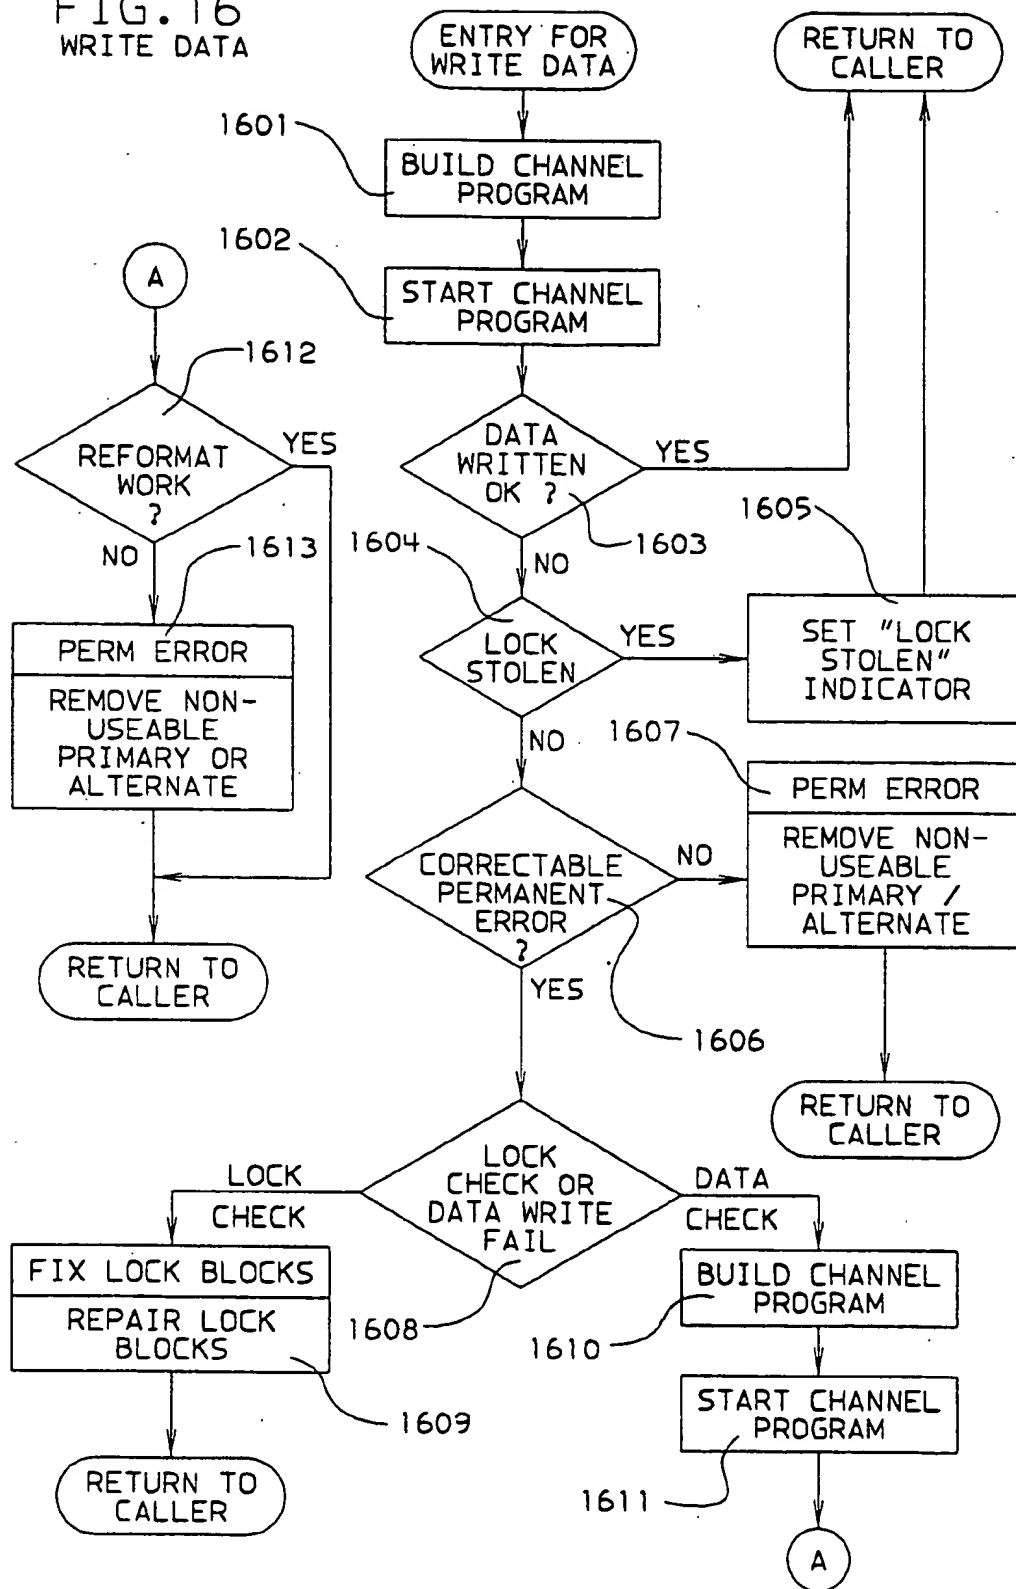 FIG.16
WRITE DATA
ENTRY FOR
WRITE DATA
RETURN TO
CALLER
1601
BUILD CHANNEL
PROGRAM
1602
START CHANNEL
PROGRAM
A
1612
REFORMAT
WORK
?
YES
NO
1613
PERM ERROR
REMOVE NON-
USEABLE
PRIMARY OR
ALTERNATE
RETURN TO
CALLER
DATA
WRITTEN
OK ?
YES
1603
NO
1604
LOCK
STOLEN
YES
1605
SET "LOCK
STOLEN"
INDICATOR
NO
1607
PERM ERROR
REMOVE NON-
USEABLE
PRIMARY /
ALTERNATE
CORRECTABLE
PERMANENT
ERROR
?
NO
YES
1606
RETURN TO
CALLER
LOCK
CHECK OR
DATA WRITE
FAIL
1608
LOCK
CHECK
FIX LOCK BLOCKS
REPAIR LOCK
BLOCKS
1609
RETURN TO
CALLER
DATA
CHECK
BUILD CHANNEL
PROGRAM
1610
START CHANNEL
PROGRAM
1611
A